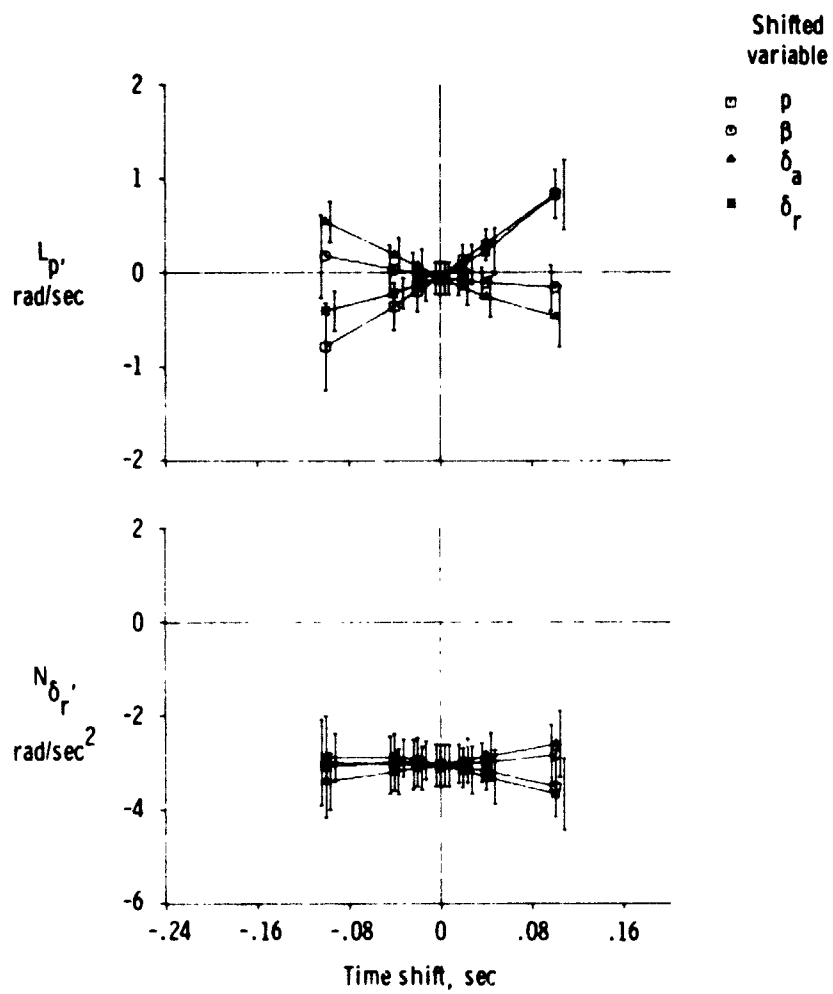 Shifted
variable
p
β
δa
δr
2
1
0
-1
-2
Lp,
rad/sec
2
0
-2
-4
-6
Nδr,
rad/sec2
-.24 -.16 -.08 0 .08 .16
Time shift, sec